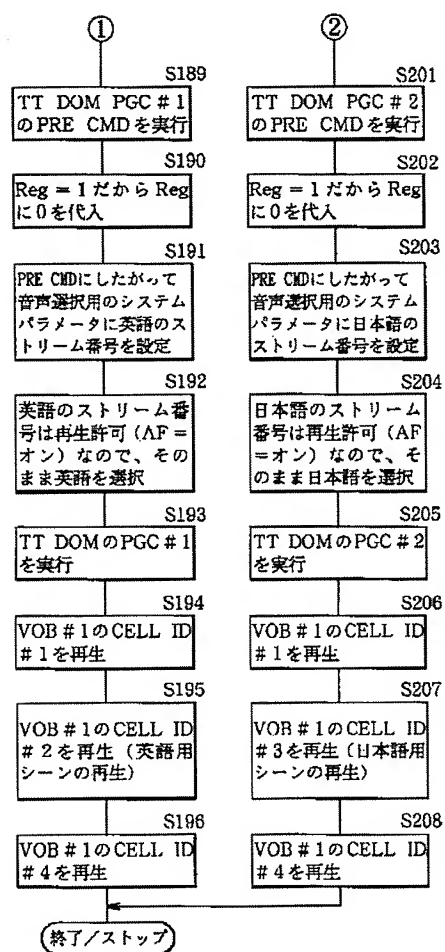 ①
S189
TT DOM PGC#1
のPRE CMDを実行
S190
Reg=1だからReg
に0を代入
S191
PRE CMDにしたがって
音声選択用のシステム
パラメータに英語のス
トリーム番号を設定
S192
英語のストリーム番
号は再生許可(AF=
オン)なので、その
まま英語を選択
S193
TT DOMのPGC#1
を実行
S194
VOB#1のCELL ID
#1を再生
S195
VOB#1のCELL ID
#2を再生(英語用
シーンの再生)
S196
VOB#1のCELL ID
#4を再生
②
S201
TT DOM PGC#2
のPRE CMDを実行
S202
Reg=1だからReg
に0を代入
S203
PRE CMDにしたがって
音声選択用のシステム
パラメータに日本語の
ストリーム番号を設定
S204
日本語のストリーム
番号は再生許可(AF
=オン)なので、そ
のまま日本語を選択
S205
TT DOMのPGC#2
を実行
S206
VOB#1のCELL ID
#1を再生
S207
VOB#1のCELL ID
#3を再生(日本語用
シーンの再生)
S208
VOB#1のCELL ID
#4を再生
終了/ストップ